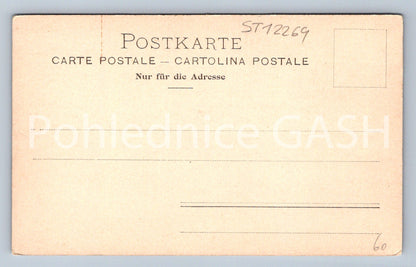 ST12269
POSTKARTE
CARTE POSTALE — CARTOLINA POSTALE
Nur für die Adresse
Pohlednice GASH
60